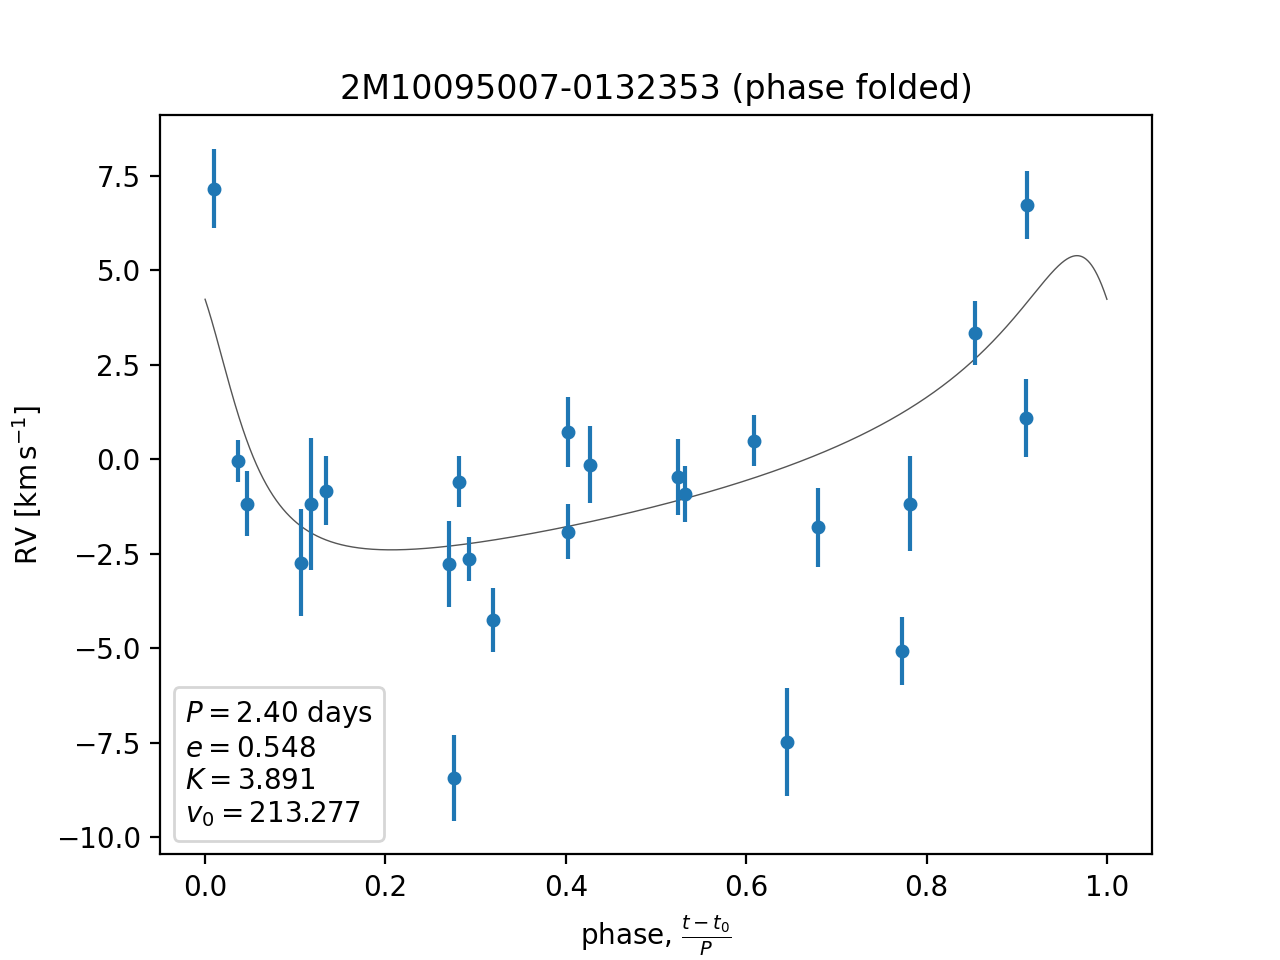 2M10095007-0132353 (phase folded)
RV [km s⁻¹]
7.5
5.0
2.5
0.0
−2.5
−5.0
−7.5
−10.0
P = 2.40 days
e = 0.548
K = 3.891
v₀ = 213.277
0.0 0.2 0.4 0.6 0.8 1.0
phase, (t − t₀)/P